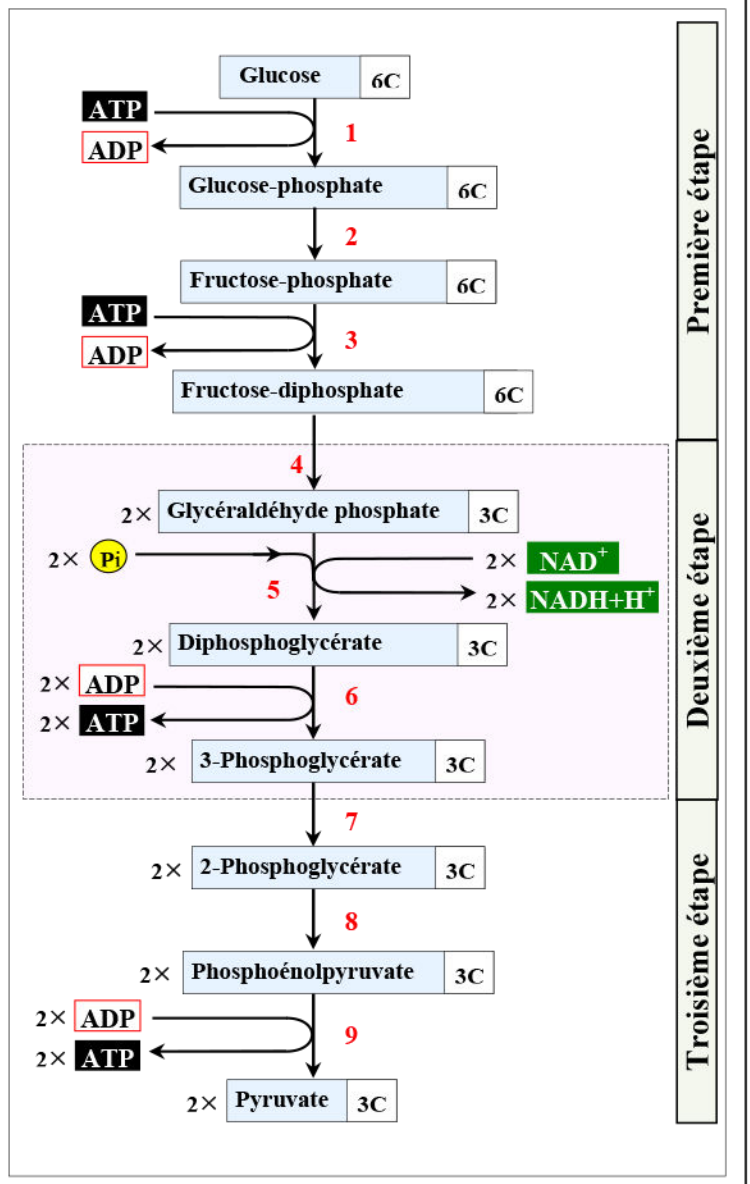 Glucose 6C
ATP
1
ADP
Glucose-phosphate 6C
2
Fructose-phosphate 6C
ATP
3
ADP
Fructose-diphosphate 6C
Première étape
4
2× Glycéraldéhyde phosphate 3C
2× Pi
2× NAD⁺
5
2× NADH+H⁺
2× Diphosphoglycérate 3C
2× ADP
6
2× ATP
2× 3-Phosphoglycérate 3C
Deuxième étape
7
2× 2-Phosphoglycérate 3C
8
2× Phosphoénolpyruvate 3C
2× ADP
9
2× ATP
2× Pyruvate 3C
Troisième étape